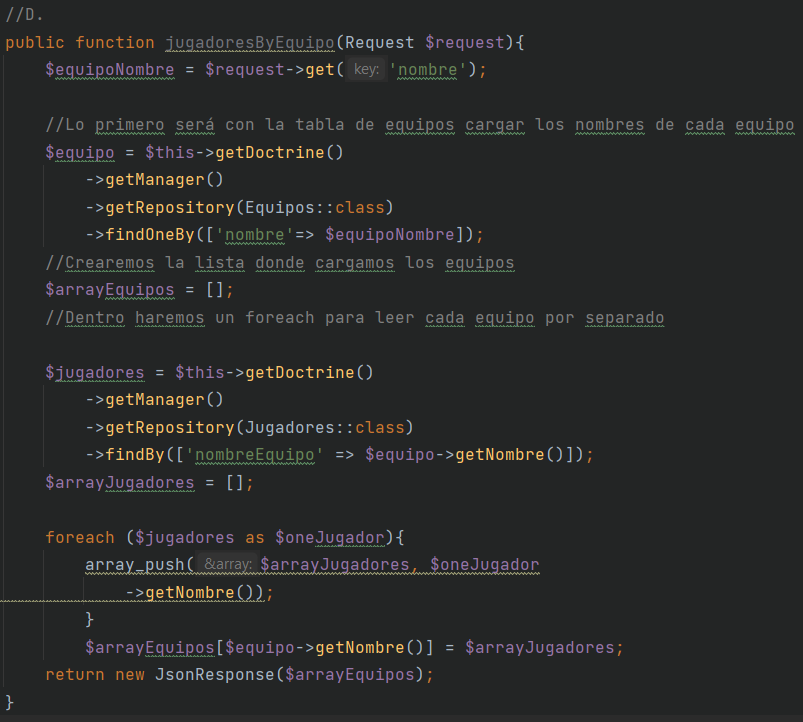 //D.
public function jugadoresByEquipo(Request $request){
    $equipoNombre = $request->get( key: 'nombre');

    //Lo primero será con la tabla de equipos cargar los nombres de cada equipo
    $equipo = $this->getDoctrine()
        ->getManager()
        ->getRepository(Equipos::class)
        ->findOneBy(['nombre'=> $equipoNombre]);
    //Crearemos la lista donde cargamos los equipos
    $arrayEquipos = [];
    //Dentro haremos un foreach para leer cada equipo por separado

    $jugadores = $this->getDoctrine()
        ->getManager()
        ->getRepository(Jugadores::class)
        ->findBy(['nombreEquipo' => $equipo->getNombre()]);
    $arrayJugadores = [];

    foreach ($jugadores as $oneJugador){
        array_push( &array: $arrayJugadores, $oneJugador
            ->getNombre());
        }
        $arrayEquipos[$equipo->getNombre()] = $arrayJugadores;
    return new JsonResponse($arrayEquipos);
}